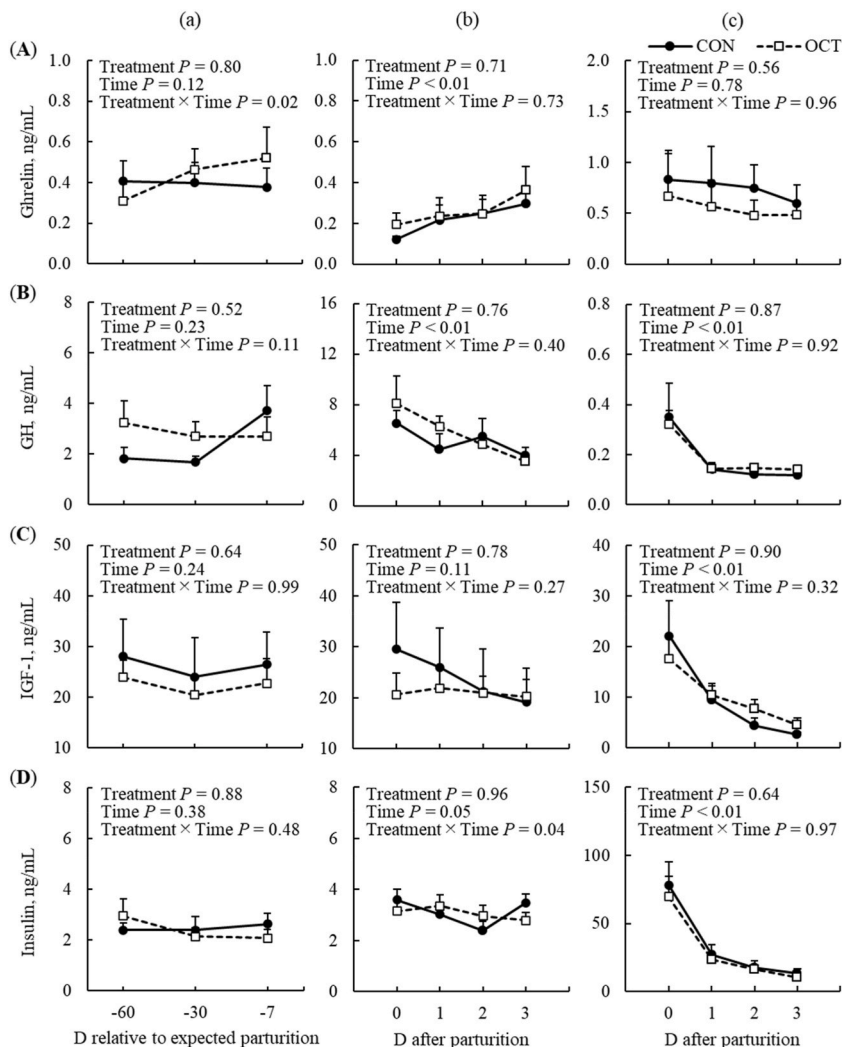 (a) (b) (c)
CON OCT
(A)
Ghrelin, ng/mL
1.0
0.8
0.6
0.4
0.2
0.0
Treatment P = 0.80
Time P = 0.12
Treatment × Time P = 0.02
1.0
0.8
0.6
0.4
0.2
0.0
Treatment P = 0.71
Time P < 0.01
Treatment × Time P = 0.73
2.0
1.5
1.0
0.5
0.0
Treatment P = 0.56
Time P = 0.78
Treatment × Time P = 0.96
(B)
GH, ng/mL
8
6
4
2
0
Treatment P = 0.52
Time P = 0.23
Treatment × Time P = 0.11
16
12
8
4
0
Treatment P = 0.76
Time P < 0.01
Treatment × Time P = 0.40
0.8
0.6
0.4
0.2
0.0
Treatment P = 0.87
Time P < 0.01
Treatment × Time P = 0.92
(C)
IGF-1, ng/mL
50
40
30
20
10
Treatment P = 0.64
Time P = 0.24
Treatment × Time P = 0.99
50
40
30
20
10
Treatment P = 0.78
Time P = 0.11
Treatment × Time P = 0.27
40
30
20
10
0
Treatment P = 0.90
Time P < 0.01
Treatment × Time P = 0.32
(D)
Insulin, ng/mL
8
6
4
2
0
Treatment P = 0.88
Time P = 0.38
Treatment × Time P = 0.48
-60 -30 -7
D relative to expected parturition
8
6
4
2
0
Treatment P = 0.96
Time P = 0.05
Treatment × Time P = 0.04
0 1 2 3
D after parturition
150
100
50
0
Treatment P = 0.64
Time P < 0.01
Treatment × Time P = 0.97
0 1 2 3
D after parturition